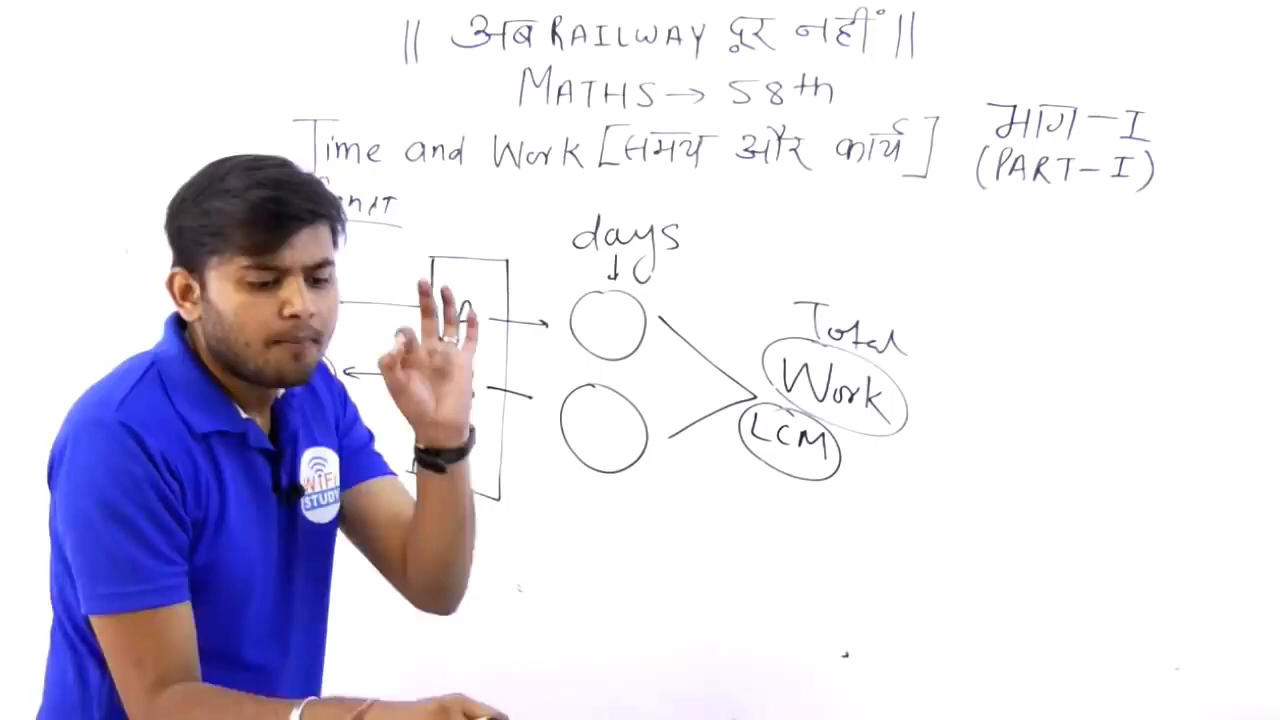 || अब RAILWAY दूर नहीं ||
MATHS → 58th
Time and Work [समय और कार्य]
भाग - I
(PART - I)
days
Total
Work
LCM
WiFi
STUDY